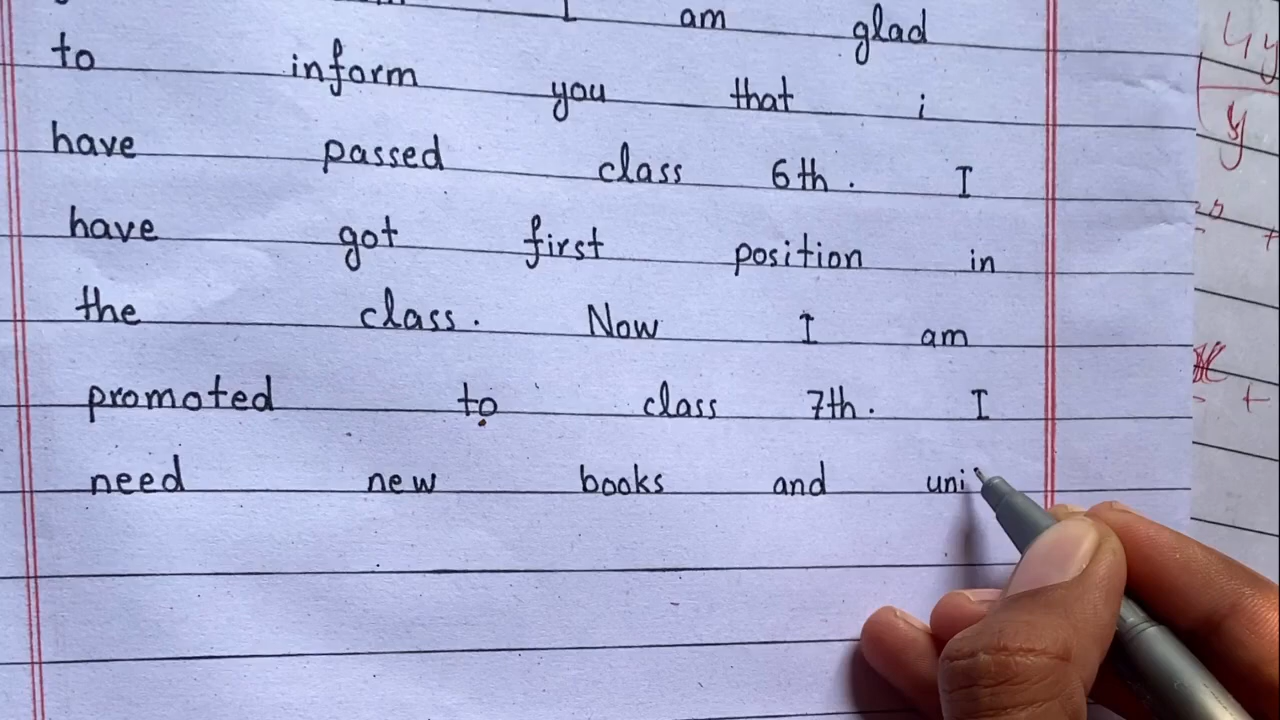 I am glad
to inform you that i
have passed class 6th. I
have got first position in
the class. Now I am
promoted to class 7th. I
need new books and uni